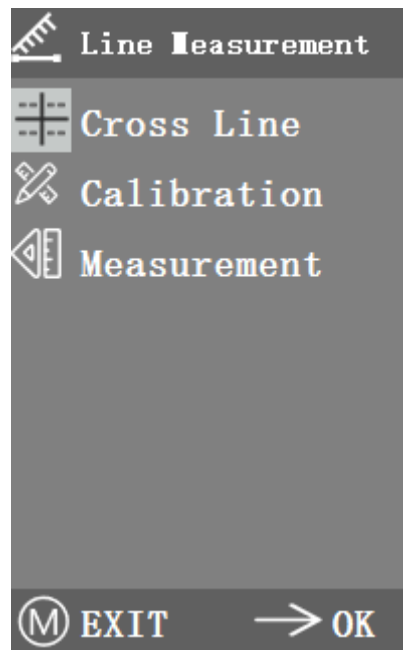 Line Measurement
Cross Line
Calibration
Measurement
M EXIT → OK